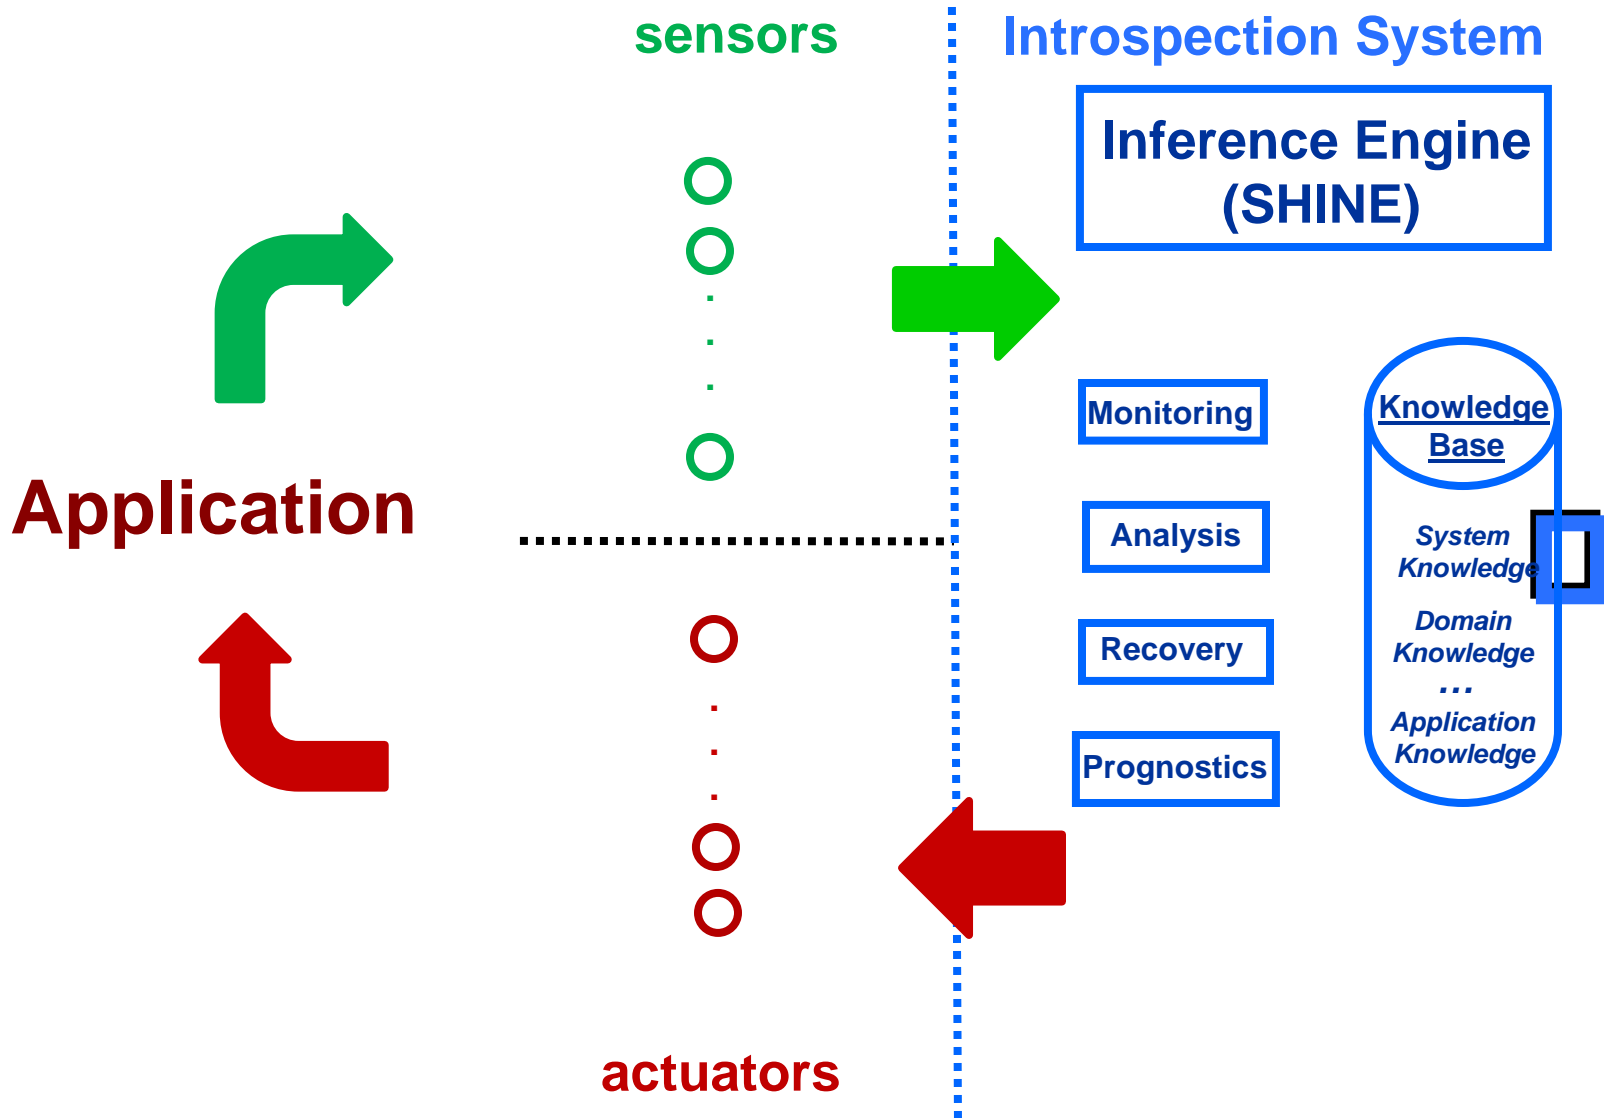 sensors
Introspection System
Inference Engine
(SHINE)
Monitoring
Knowledge
Base
Application
Analysis
System
Knowledge
Recovery
Domain
Knowledge
...
Prognostics
Application
Knowledge
actuators